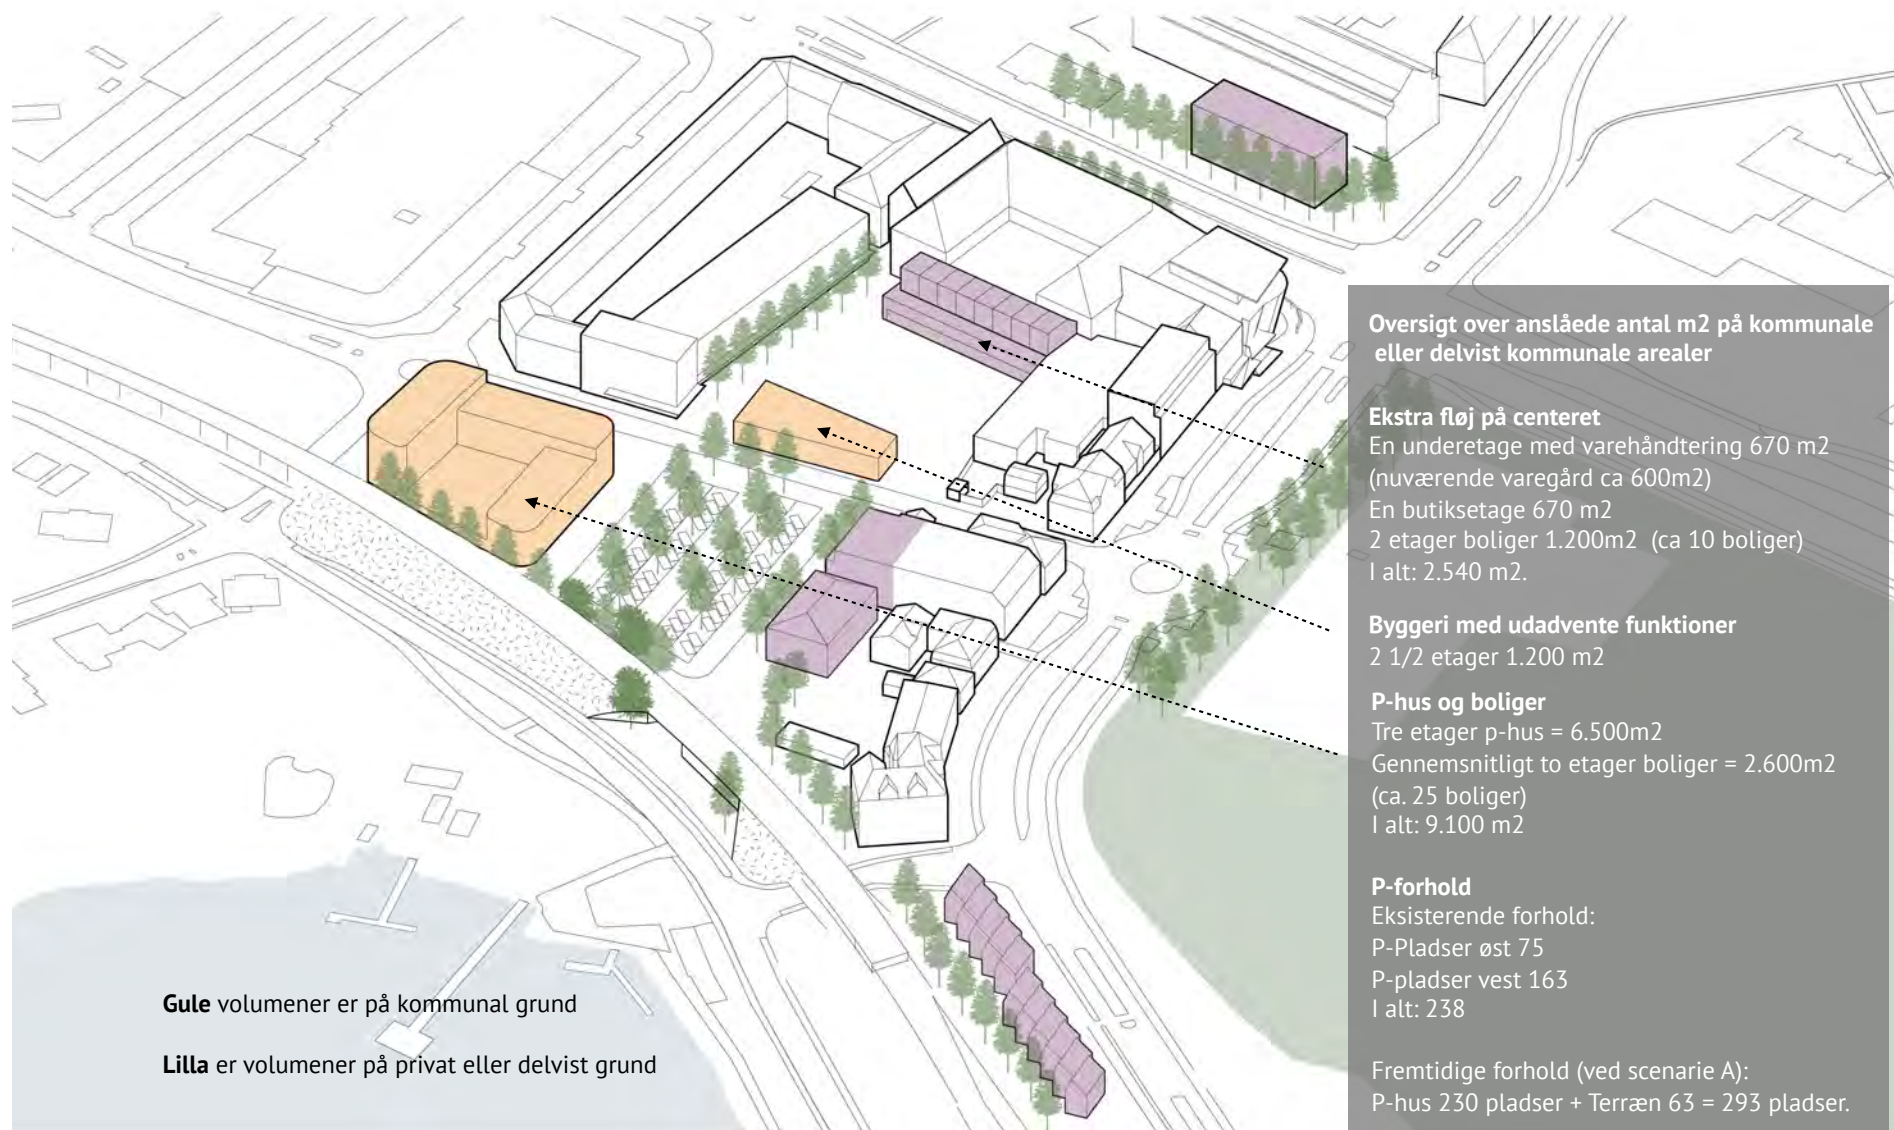 Oversigt over anslåede antal m2 på kommunale
eller delvist kommunale arealer
Ekstra fløj på centeret
En underetage med varehåndtering 670 m2
(nuværende varegård ca 600m2)
En butiksetage 670 m2
2 etager boliger 1.200m2 (ca 10 boliger)
I alt: 2.540 m2.
Byggeri med udadvente funktioner
2 1/2 etager 1.200 m2
P-hus og boliger
Tre etager p-hus = 6.500m2
Gennemsnitligt to etager boliger = 2.600m2
(ca. 25 boliger)
I alt: 9.100 m2
P-forhold
Eksisterende forhold:
P-Pladser øst 75
P-pladser vest 163
I alt: 238
Fremtidige forhold (ved scenarie A):
P-hus 230 pladser + Terræn 63 = 293 pladser.
Gule volumener er på kommunal grund
Lilla er volumener på privat eller delvist grund